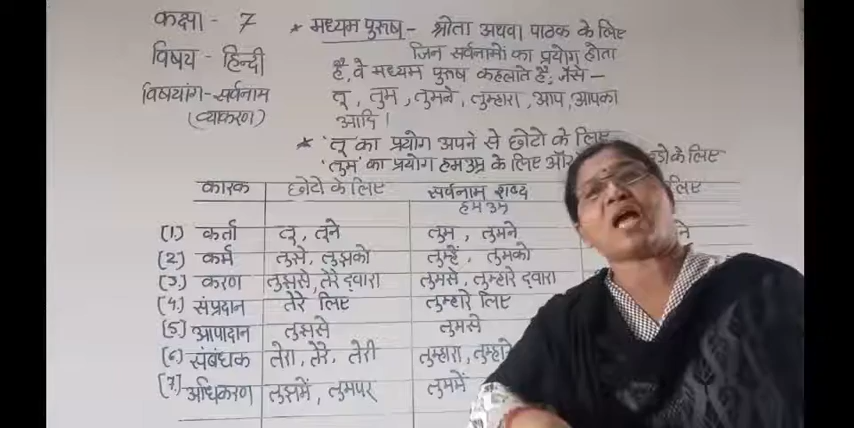 कक्षा - 7
विषय - हिन्दी
विषयांग-सर्वनाम
(व्याकरण)
* मध्यम पुरुष - श्रोता अथवा पाठक के लिए
जिन सर्वनामों का प्रयोग होता
है, वे मध्यम पुरुष कहलाते है; जैसे -
तू, तुम, तुमने, तुम्हारा, आप, आपका
आदि।
* 'तू' का प्रयोग अपने से छोटो के लिए
'तुम' का प्रयोग हमउम्र के लिए और के लिए
कारक छोटो के लिए सर्वनाम शब्द लिए
हमउम्र
(1.) कर्ता तू, तूने तुम, तुमने ने
(2) कर्म तुझे, तुझको तुम्हें, तुमको
(3) करण तुझसे, तेरे द्वारा तुमसे, तुम्हारे द्वारा
(4.) संप्रदान तेरे लिए तुम्हारे लिए
(5) आपादान तुझसे तुमसे
(6) संबंधक तेरा, तेरे, तेरी तुम्हारा, तुम्हारे
(7.) अधिकरण तुझमें, तुमपर तुममें